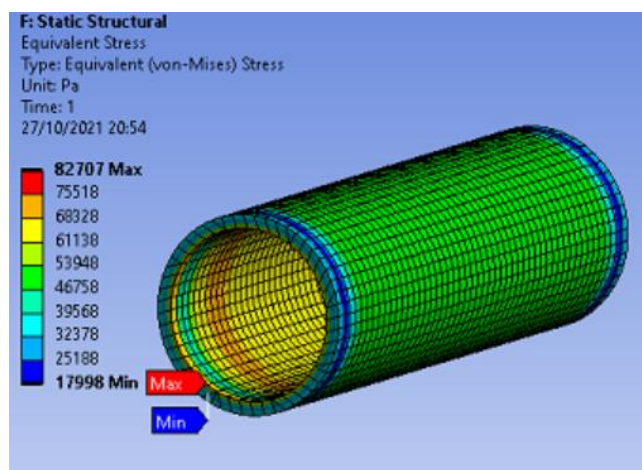 F: Static Structural
Equivalent Stress
Type: Equivalent (von-Mises) Stress
Unit: Pa
Time: 1
27/10/2021 20:54
82707 Max
75518
68328
61138
53948
46758
39568
32378
25188
17998 Min
Max
Min